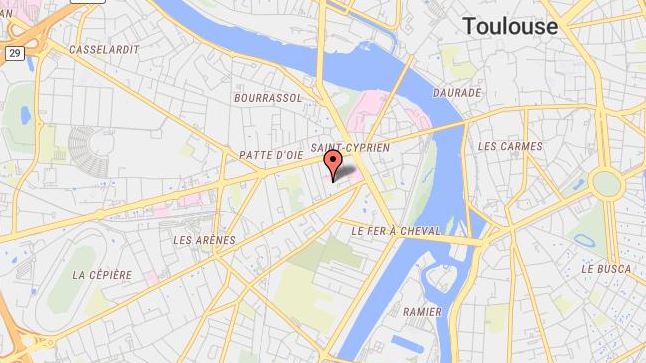 AN
Toulouse
29
CASSELARDIT
DAURADE
BOURRASSOL
PATTE D'OIE
SAINT-CYPRIEN
LES CARMES
LES ARÈNES
LE FER À CHEVAL
LA CÉPIÈRE
LE BUSCA
RAMIER